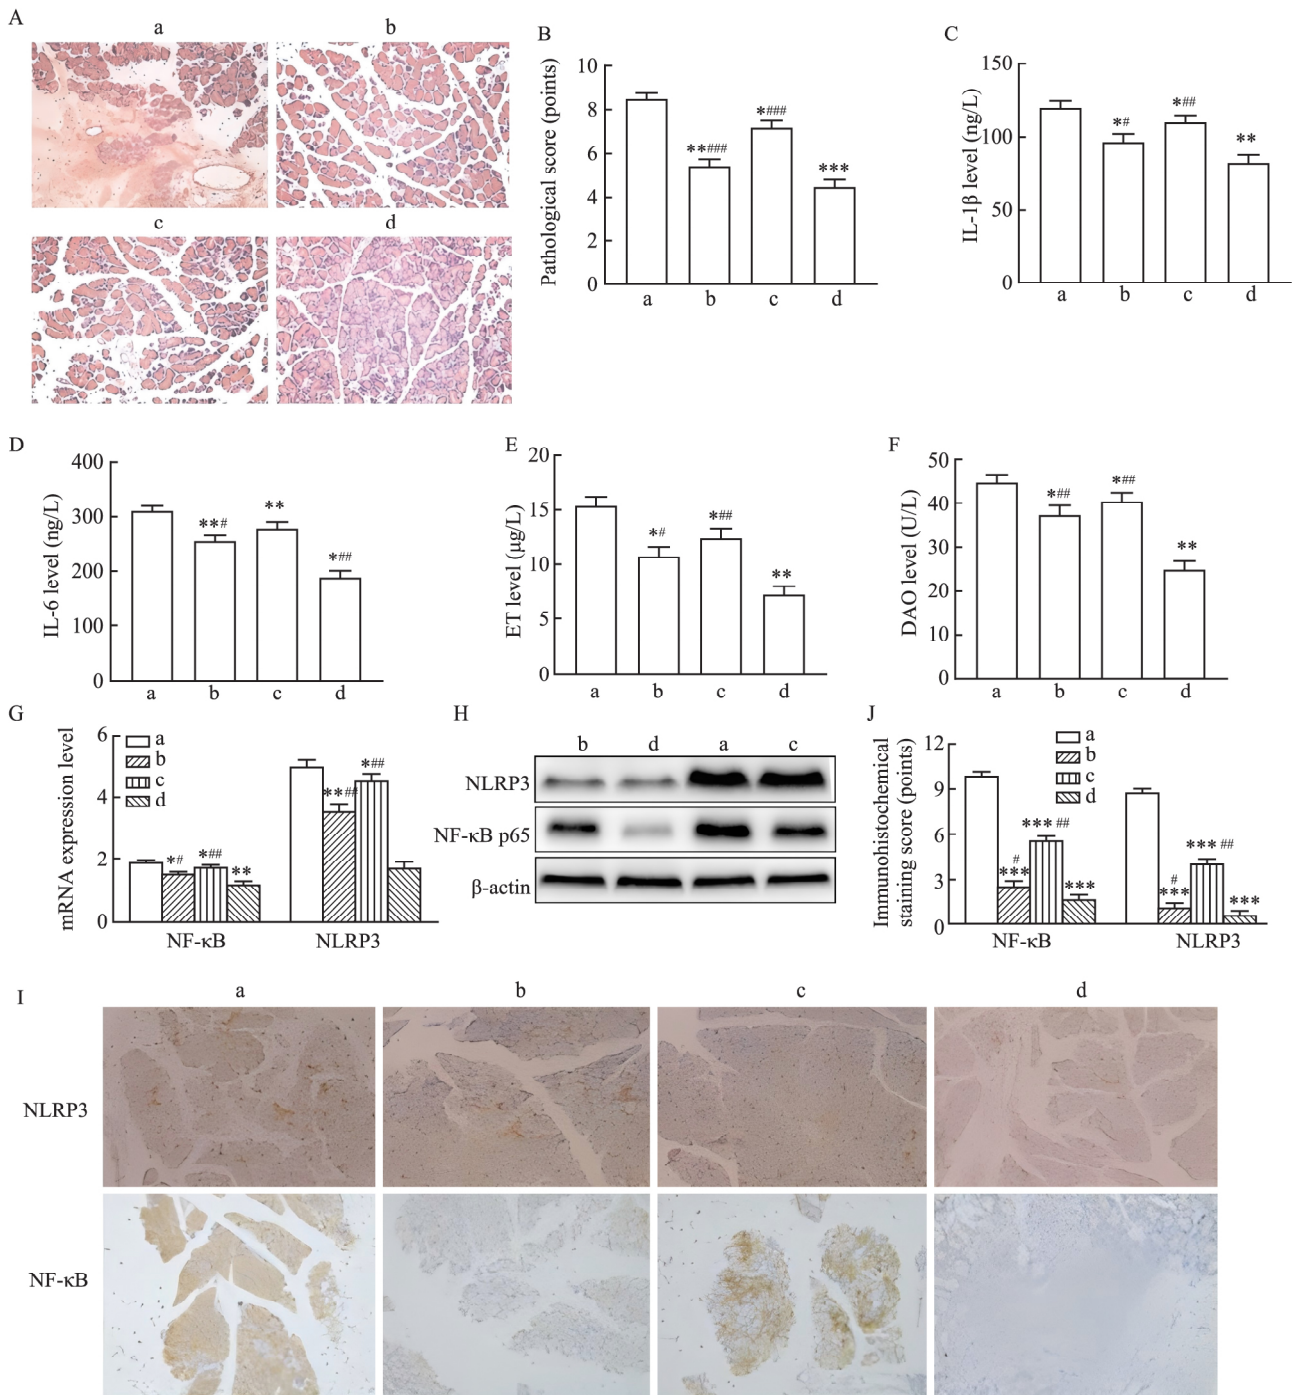 A
a
b
c
d
B
Pathological score (points)
10
8
6
4
2
0
**###
*###
***
a b c d
C
IL-1β level (ng/L)
150
100
50
0
*#
*##
**
a b c d
D
IL-6 level (ng/L)
400
300
200
100
0
**#
**
*##
a b c d
E
ET level (μg/L)
20
15
10
5
0
*#
*##
**
a b c d
F
DAO level (U/L)
50
40
30
20
10
0
*##
*##
**
a b c d
G
mRNA expression level
6
4
2
0
a
b
c
d
*#
*##
**
**##
*##
NF-κB NLRP3
H
b d a c
NLRP3
NF-κB p65
β-actin
J
Immunohistochemical
staining score (points)
12
9
6
3
0
a
b
c
d
#
***
*** ##
***
#
***
*** ##
***
NF-κB NLRP3
I
a b c d
NLRP3
NF-κB